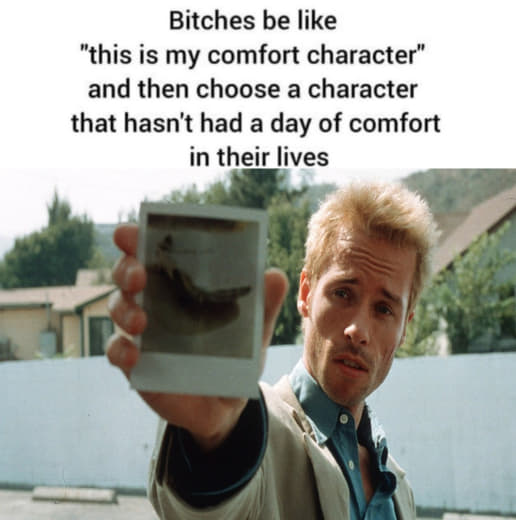 Bitches be like
"this is my comfort character"
and then choose a character
that hasn't had a day of comfort
in their lives